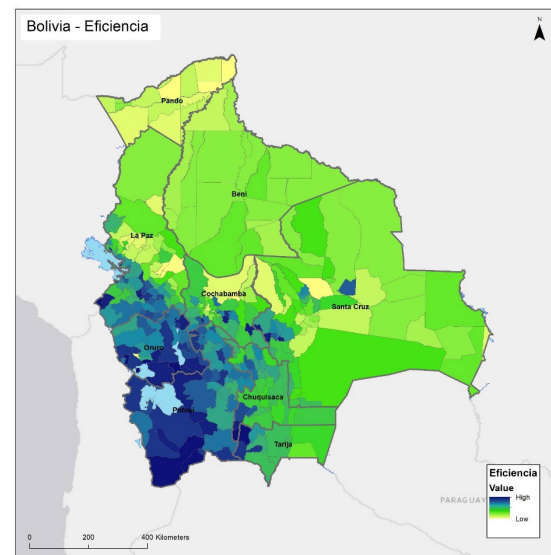 Bolivia - Eficiencia
N
Pando
Beni
La Paz
Cochabamba
Santa Cruz
Oruro
Potosí
Chuquisaca
Tarija
PARAGUAY
Eficiencia
Value
High
Low
0 200 400 Kilometers